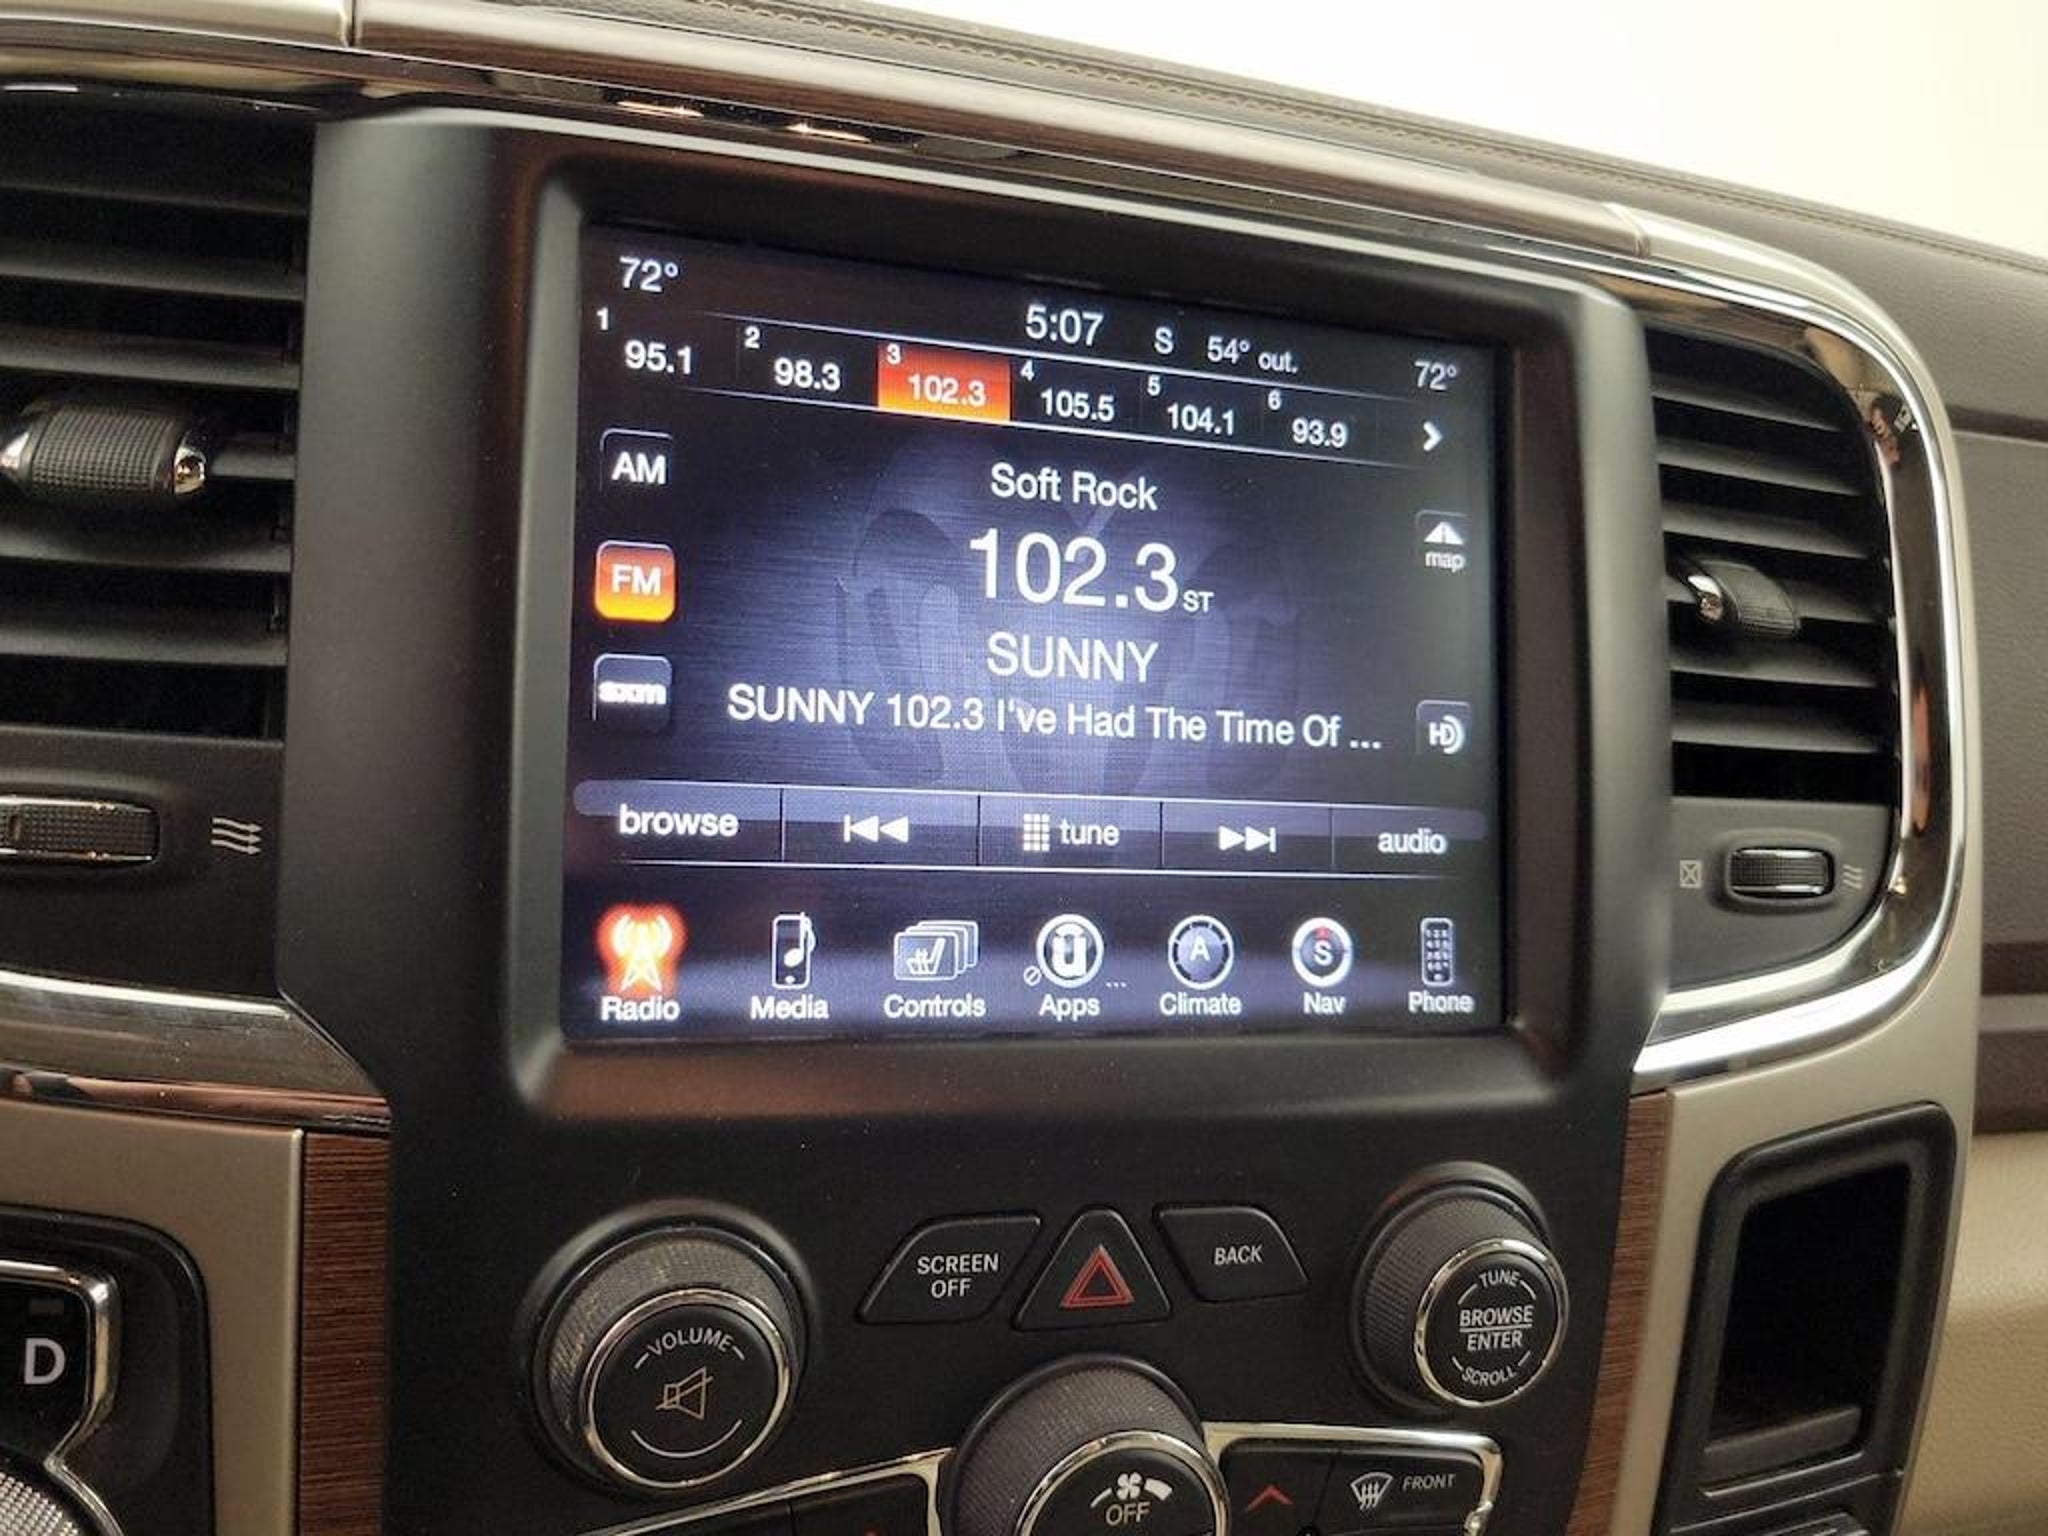 72°
5:07 S 54° out. 72°
1 95.1 2 98.3 3 102.3 4 105.5 5 104.1 6 93.9
AM
Soft Rock
map
FM
102.3 ST
SUNNY
sxm
SUNNY 102.3 I've Had The Time Of ...
HD
browse tune audio
A S
Radio Media Controls Apps ... Climate Nav Phone
SCREEN
OFF
BACK
TUNE
BROWSE
ENTER
SCROLL
VOLUME
D
OFF
FRONT